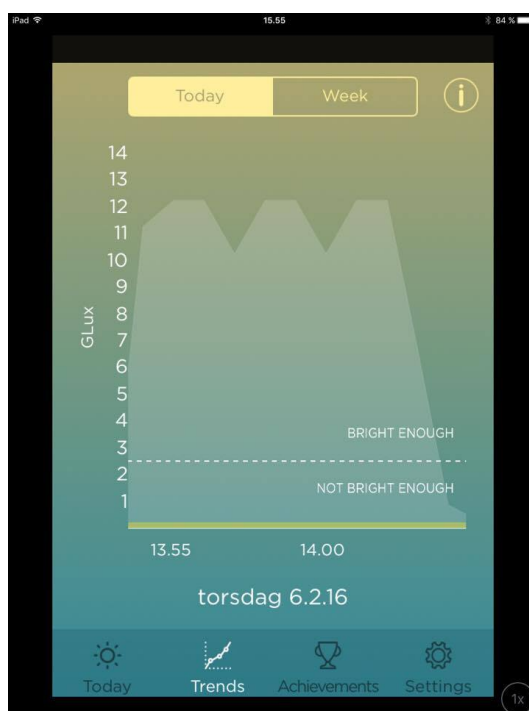 iPad 15.55 84 %
Today Week i
14
13
12
11
10
9
8
7
6
5
4
3
2
1
GLux
BRIGHT ENOUGH
NOT BRIGHT ENOUGH
13.55 14.00
torsdag 6.2.16
Today Trends Achievements Settings
1x